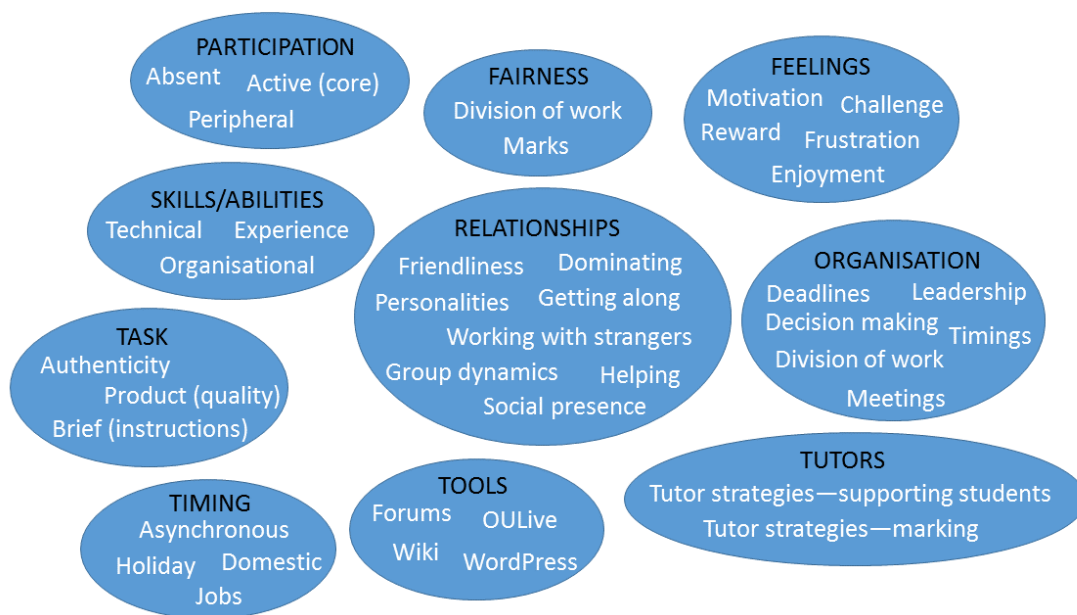 PARTICIPATION
Absent Active (core)
Peripheral
FAIRNESS
Division of work
Marks
FEELINGS
Motivation Challenge
Reward Frustration
Enjoyment
SKILLS/ABILITIES
Technical Experience
Organisational
RELATIONSHIPS
Friendliness Dominating
Personalities Getting along
Working with strangers
Group dynamics Helping
Social presence
ORGANISATION
Deadlines Leadership
Decision making Timings
Division of work
Meetings
TASK
Authenticity
Product (quality)
Brief (instructions)
TIMING
Asynchronous
Holiday Domestic
Jobs
TOOLS
Forums OULive
Wiki WordPress
TUTORS
Tutor strategies—supporting students
Tutor strategies—marking